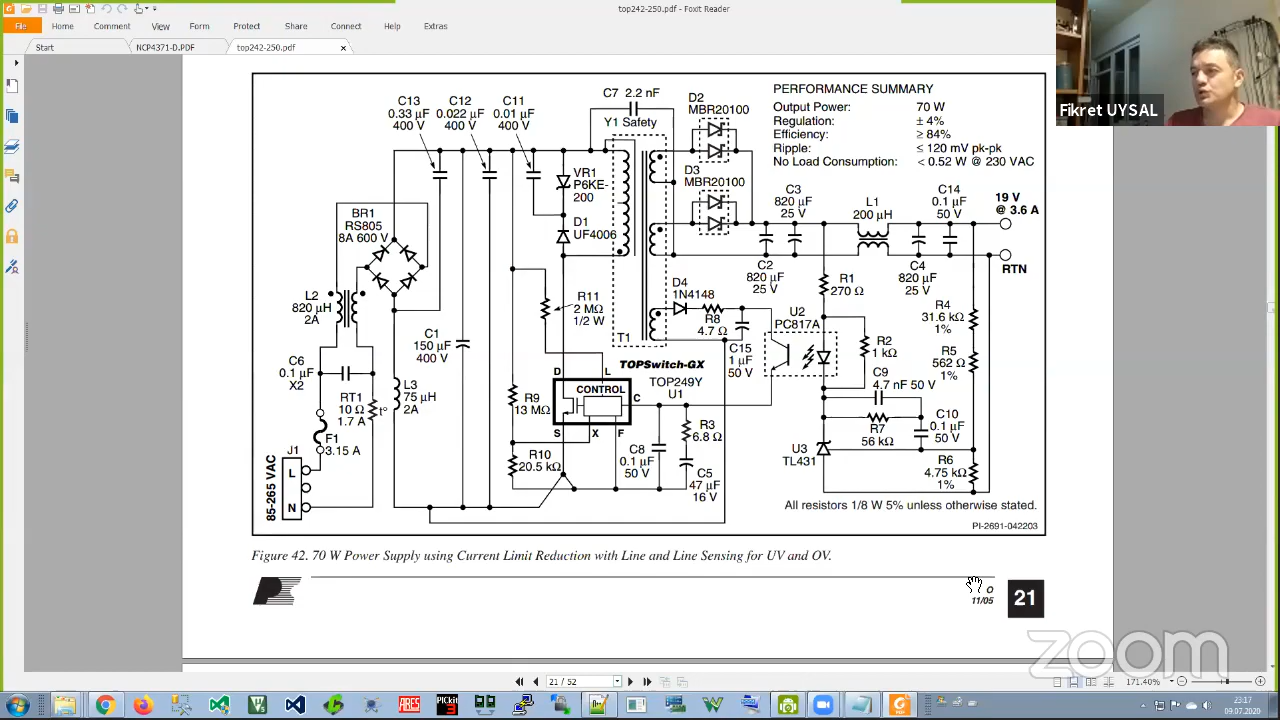 top242-250.pdf - Foxit Reader
File Home Comment View Form Protect Share Connect Help Extras
Start NCP4371-D.PDF top242-250.pdf
Fikret UYSAL
PERFORMANCE SUMMARY
Output Power: 70 W
Regulation: ± 4%
Efficiency: ≥ 84%
Ripple: ≤ 120 mV pk-pk
No Load Consumption: < 0.52 W @ 230 VAC
C13
0.33 µF
400 V
C12
0.022 µF
400 V
C11
0.01 µF
400 V
C7 2.2 nF
Y1 Safety
D2
MBR20100
D3
MBR20100
VR1
P6KE-
200
D1
UF4006
BR1
RS805
8A 600 V
C3
820 µF
25 V
L1
200 µH
C14
0.1 µF
50 V
19 V
@ 3.6 A
RTN
C2
820 µF
25 V
C4
820 µF
25 V
R1
270 Ω
L2
820 µH
2A
R11
2 MΩ
1/2 W
D4
1N4148
R8
4.7 Ω
T1
C15
1 µF
50 V
U2
PC817A
R4
31.6 kΩ
1%
R2
1 kΩ
R5
562 Ω
1%
C1
150 µF
400 V
C6
0.1 µF
X2
TOPSwitch-GX
TOP249Y
U1
D L
CONTROL
C
S X F
C9
4.7 nF 50 V
RT1
10 Ω
1.7 A
t°
L3
75 µH
2A
R9
13 MΩ
R3
6.8 Ω
C10
0.1 µF
50 V
R7
56 kΩ
F1
3.15 A
J1
L
N
85-265 VAC
R10
20.5 kΩ
C8
0.1 µF
50 V
C5
47 µF
16 V
U3
TL431
R6
4.75 kΩ
1%
All resistors 1/8 W 5% unless otherwise stated.
PI-2691-042203
Figure 42. 70 W Power Supply using Current Limit Reduction with Line and Line Sensing for UV and OV.
O
11/05
21
zoom
21 / 52
171.40%
ARES
PICkit
3
23:17
09.07.2020